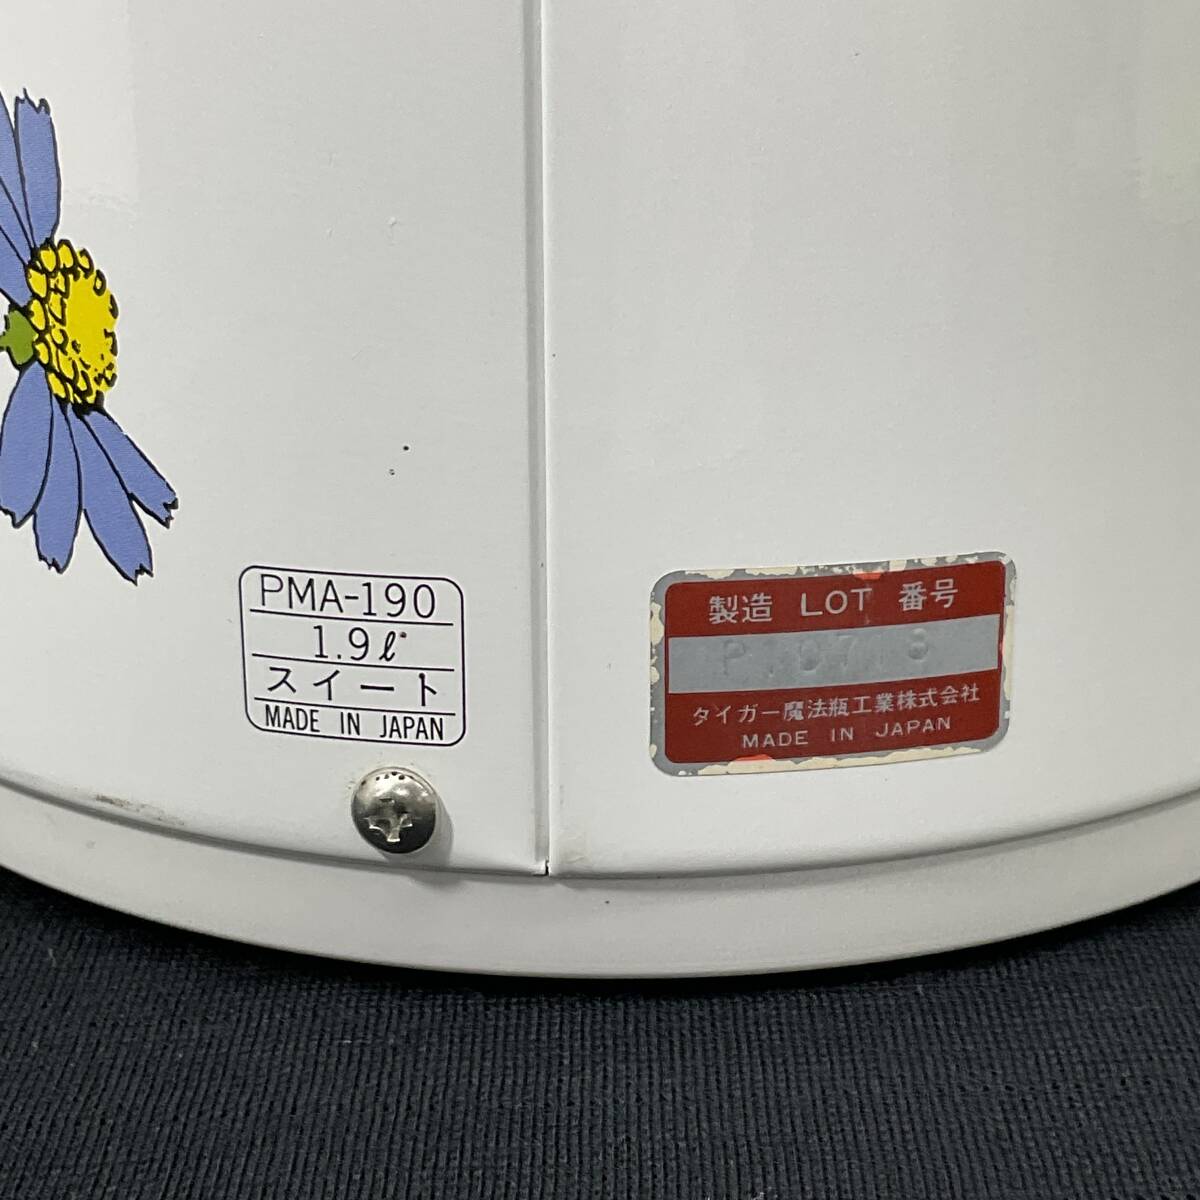 PMA-190
1.9ℓ
スイート
MADE IN JAPAN
製造 LOT 番号
タイガー魔法瓶工業株式会社
MADE IN JAPAN